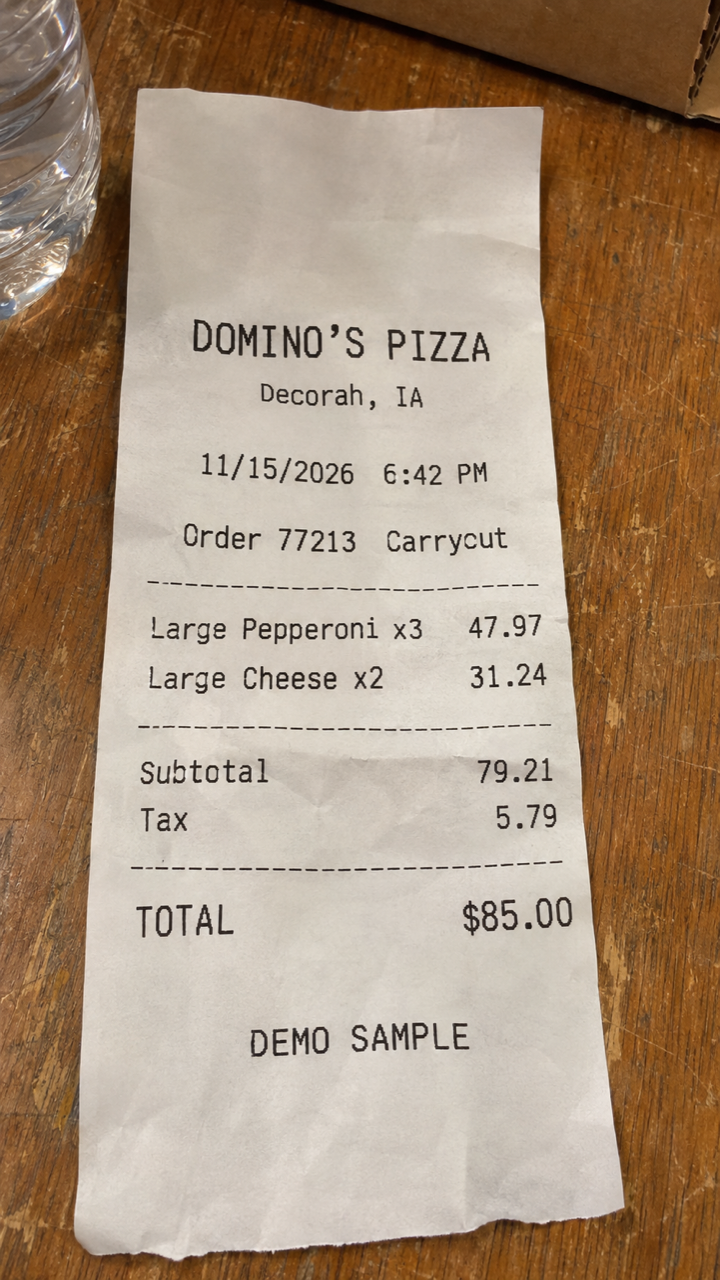 DOMINO'S PIZZA
Decorah, IA
11/15/2026 6:42 PM
Order 77213 Carrycut
Large Pepperoni x3 47.97
Large Cheese x2 31.24
Subtotal 79.21
Tax 5.79
TOTAL $85.00
DEMO SAMPLE